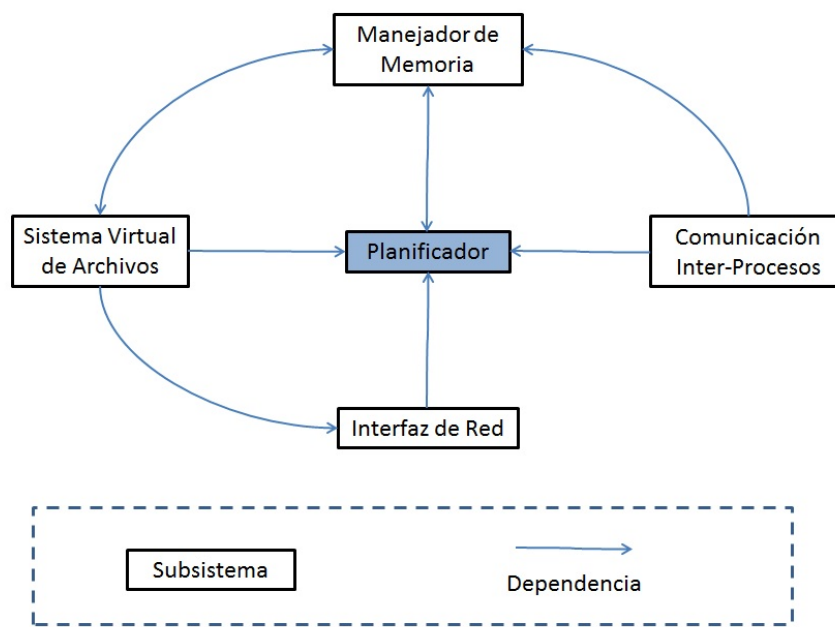 Manejador de
Memoria
Sistema Virtual
de Archivos
Planificador
Comunicación
Inter-Procesos
Interfaz de Red
Subsistema
Dependencia